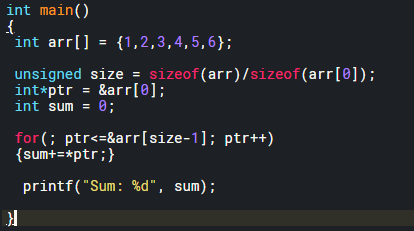 int main()
{
int arr[] = {1,2,3,4,5,6};
unsigned size = sizeof(arr)/sizeof(arr[0]);
int*ptr = &arr[0];
int sum = 0;
for(; ptr<=&arr[size-1]; ptr++)
{sum+=*ptr;}
printf("Sum: %d", sum);
}